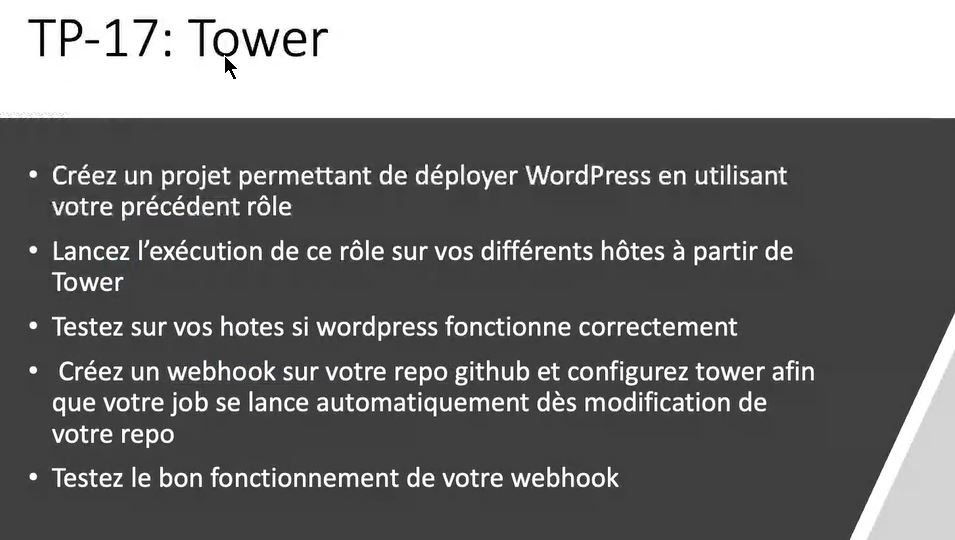 TP-17: Tower
• Créez un projet permettant de déployer WordPress en utilisant
votre précédent rôle
• Lancez l’exécution de ce rôle sur vos différents hôtes à partir de
Tower
• Testez sur vos hotes si wordpress fonctionne correctement
• Créez un webhook sur votre repo github et configurez tower afin
que votre job se lance automatiquement dès modification de
votre repo
• Testez le bon fonctionnement de votre webhook